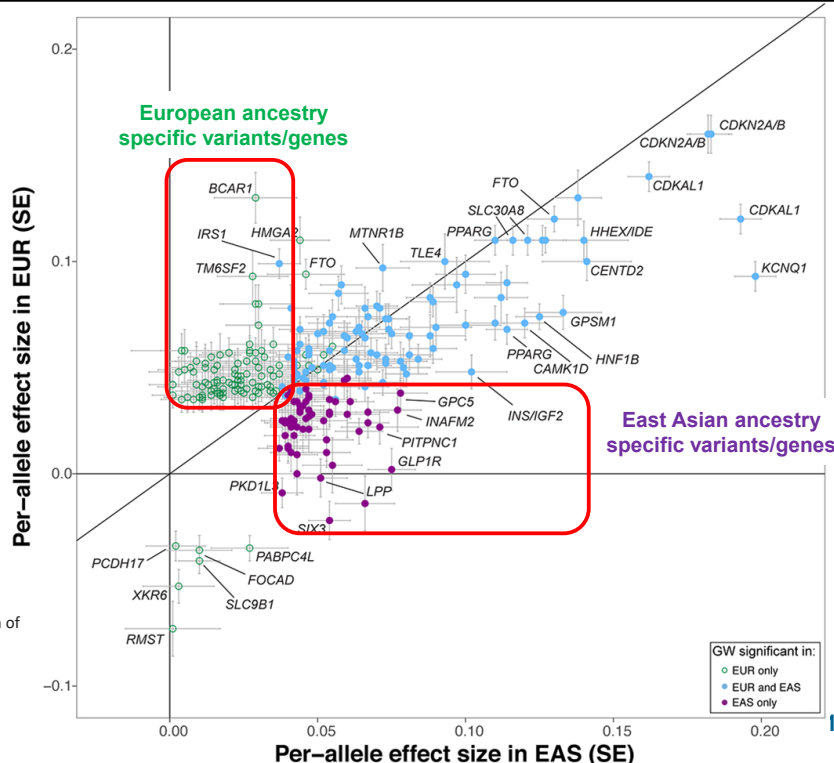 0.2
European ancestry
specific variants/genes
CDKN2A/B
CDKN2A/B
BCAR1
CDKAL1
FTO
SLC30A8
CDKAL1
IRS1
HMGA2
MTNR1B
PPARG
HHEX/IDE
TLE4
TM6SF2
FTO
CENTD2
KCNQ1
0.1
GPSM1
HNF1B
PPARG
CAMK1D
INS/IGF2
GPC5
INAFM2
East Asian ancestry
specific variants/genes
PITPNC1
GLP1R
0.0
PKD1L3
LPP
SIX3
PCDH17
PABPC4L
FOCAD
XKR6
SLC9B1
of
RMST
−0.1
GW significant in:
EUR only
EUR and EAS
EAS only
0.00 0.05 0.10 0.15 0.20
Per−allele effect size in EAS (SE)
Per−allele effect size in EUR (SE)